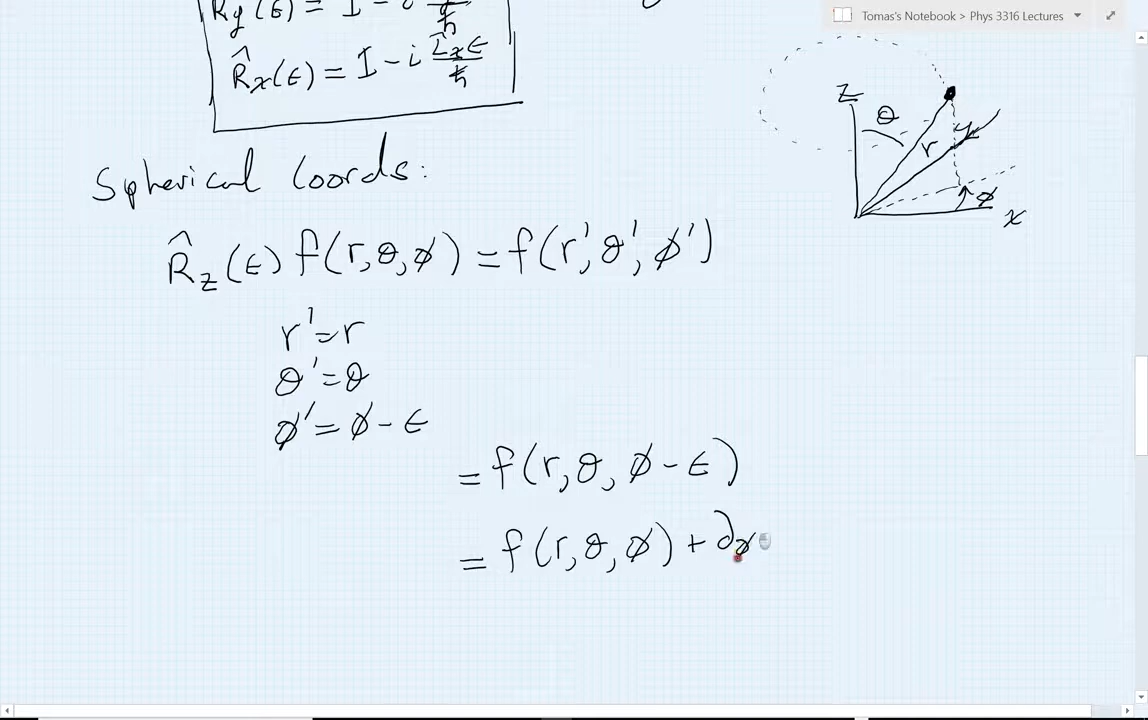 R̂y(ϵ) = I - i /ħ
R̂x(ϵ) = I - i L̂xϵ/ħ
Tomas's Notebook > Phys 3316 Lectures
Spherical Coords:
z
θ
r
y
ϕ
x
R̂z(ϵ) f(r, θ, ϕ) = f(r', θ', ϕ')
r' = r
θ' = θ
ϕ' = ϕ - ϵ
= f(r, θ, ϕ - ϵ)
= f(r, θ, ϕ) + ∂ϕ